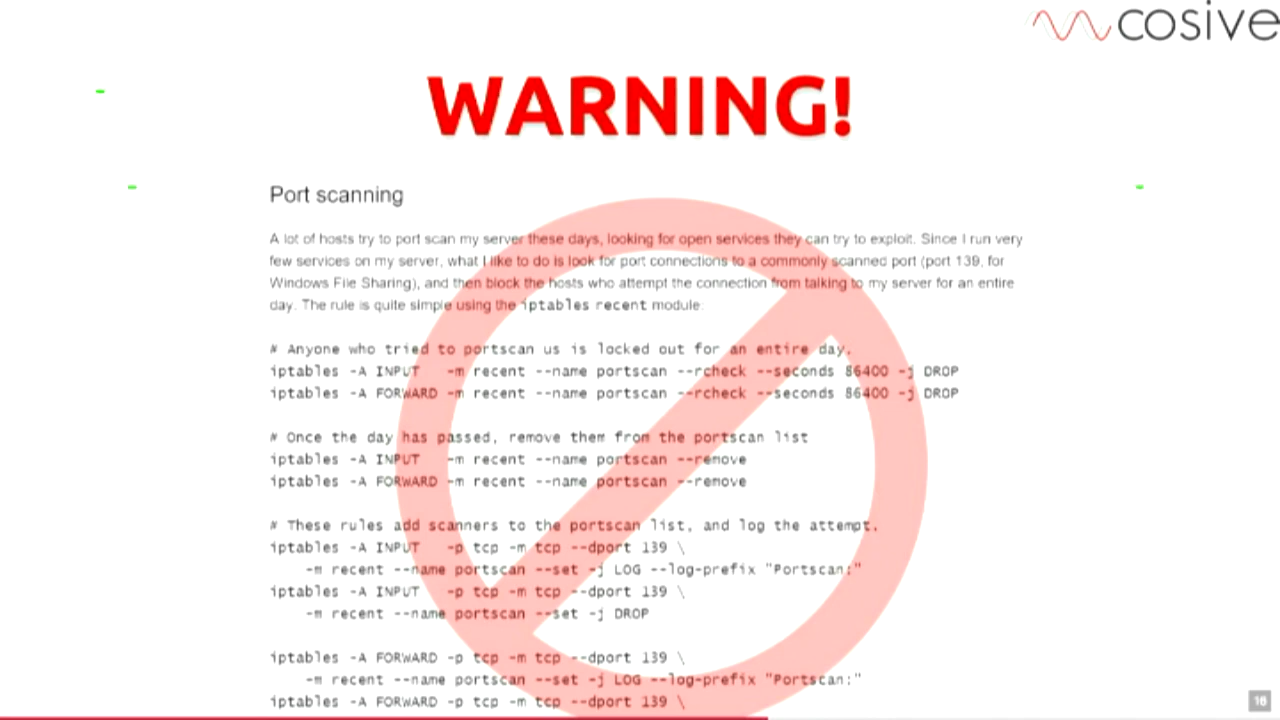 cosive
WARNING!
Port scanning
A lot of hosts try to port scan my server these days, looking for open services they can try to exploit. Since I run very
few services on my server, what I like to do is look for port connections to a commonly scanned port (port 139, for
Windows File Sharing), and then block the hosts who attempt the connection from talking to my server for an entire
day. The rule is quite simple using the iptables recent module:
# Anyone who tried to portscan us is locked out for an entire day.
iptables -A INPUT   -m recent --name portscan --rcheck --seconds 86400 -j DROP
iptables -A FORWARD -m recent --name portscan --rcheck --seconds 86400 -j DROP
# Once the day has passed, remove them from the portscan list
iptables -A INPUT   -m recent --name portscan --remove
iptables -A FORWARD -m recent --name portscan --remove
# These rules add scanners to the portscan list, and log the attempt.
iptables -A INPUT   -p tcp -m tcp --dport 139 \
    -m recent --name portscan --set -j LOG --log-prefix "Portscan:"
iptables -A INPUT   -p tcp -m tcp --dport 139 \
    -m recent --name portscan --set -j DROP
iptables -A FORWARD -p tcp -m tcp --dport 139 \
    -m recent --name portscan --set -j LOG --log-prefix "Portscan:"
iptables -A FORWARD -p tcp -m tcp --dport 139 \
16